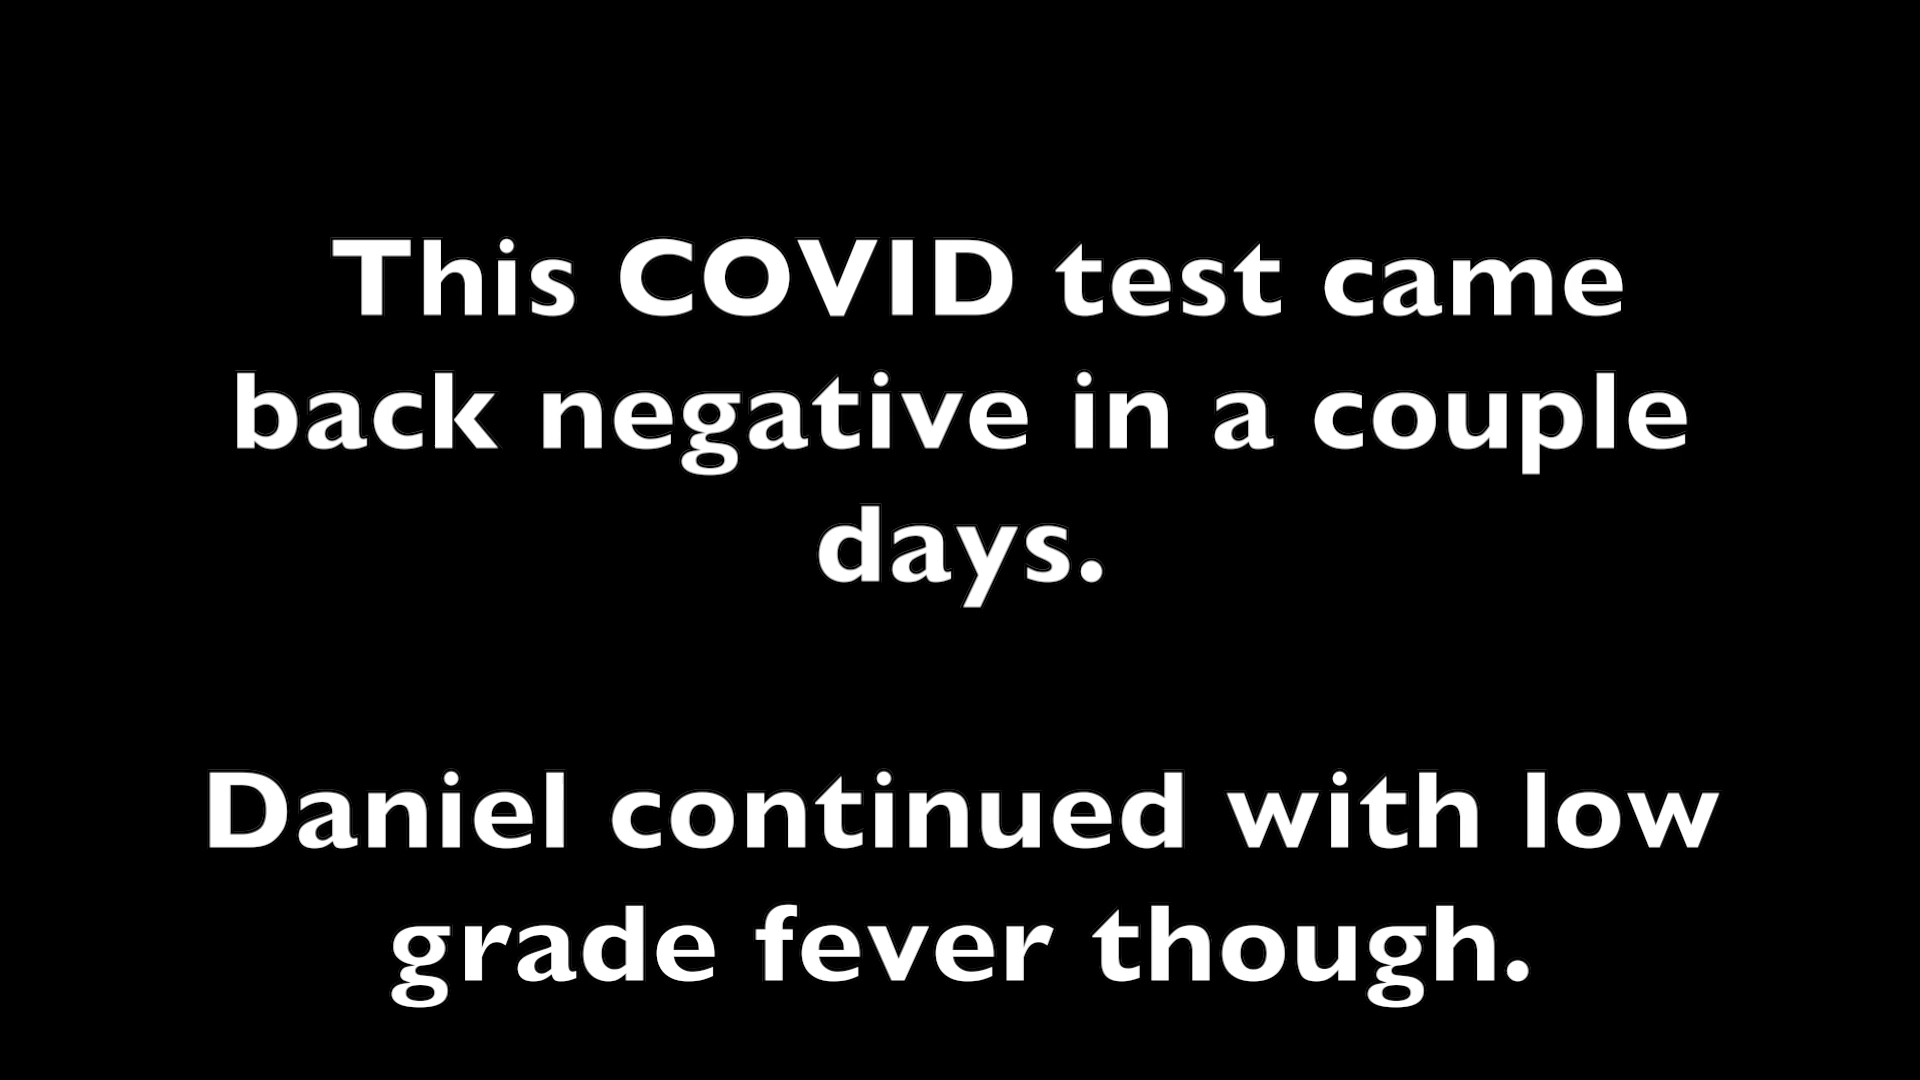 This COVID test came
back negative in a couple
days.
Daniel continued with low
grade fever though.